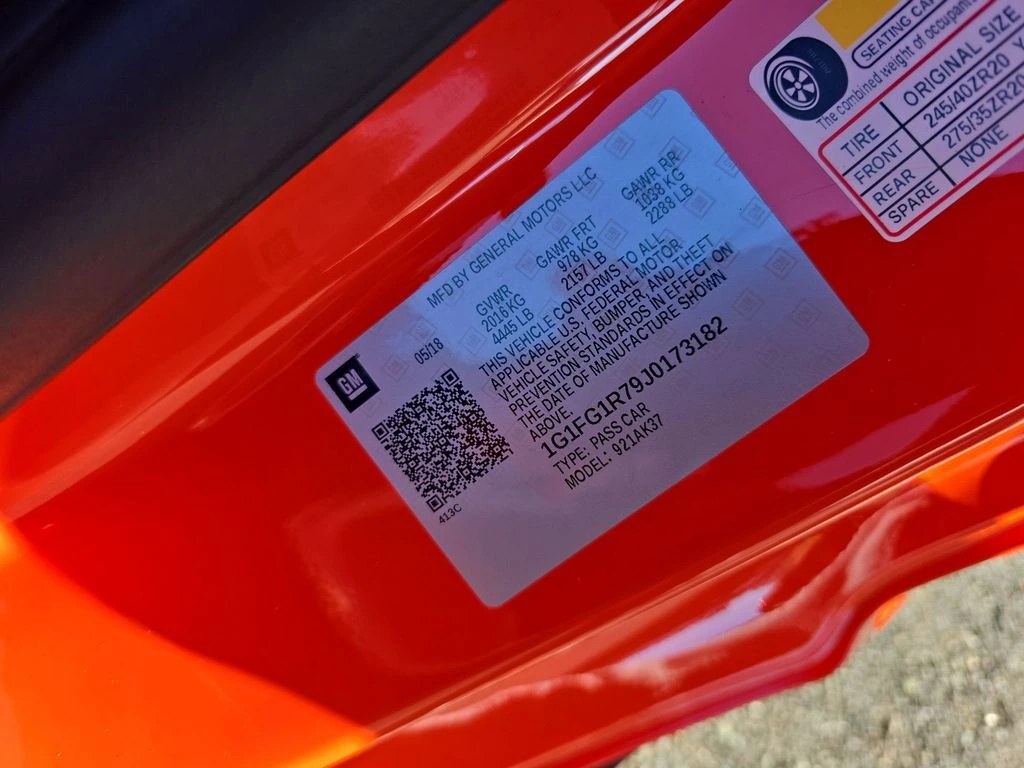 GM
05/18
MFD BY GENERAL MOTORS LLC
GVWR GAWR FRT GAWR RR
2016 KG 978 KG 1038 KG
4445 LB 2157 LB 2288 LB
THIS VEHICLE CONFORMS TO ALL
APPLICABLE U.S. FEDERAL MOTOR
VEHICLE SAFETY, BUMPER, AND THEFT
PREVENTION STANDARDS IN EFFECT ON
THE DATE OF MANUFACTURE SHOWN
ABOVE.
1G1FG1R79J0173182
TYPE: PASS CAR
MODEL: 921AK37
413C
SEATING
The combined weight of
TIRE ORIGINAL SIZE
FRONT 245/40ZR20
REAR 275/35ZR20
SPARE NONE